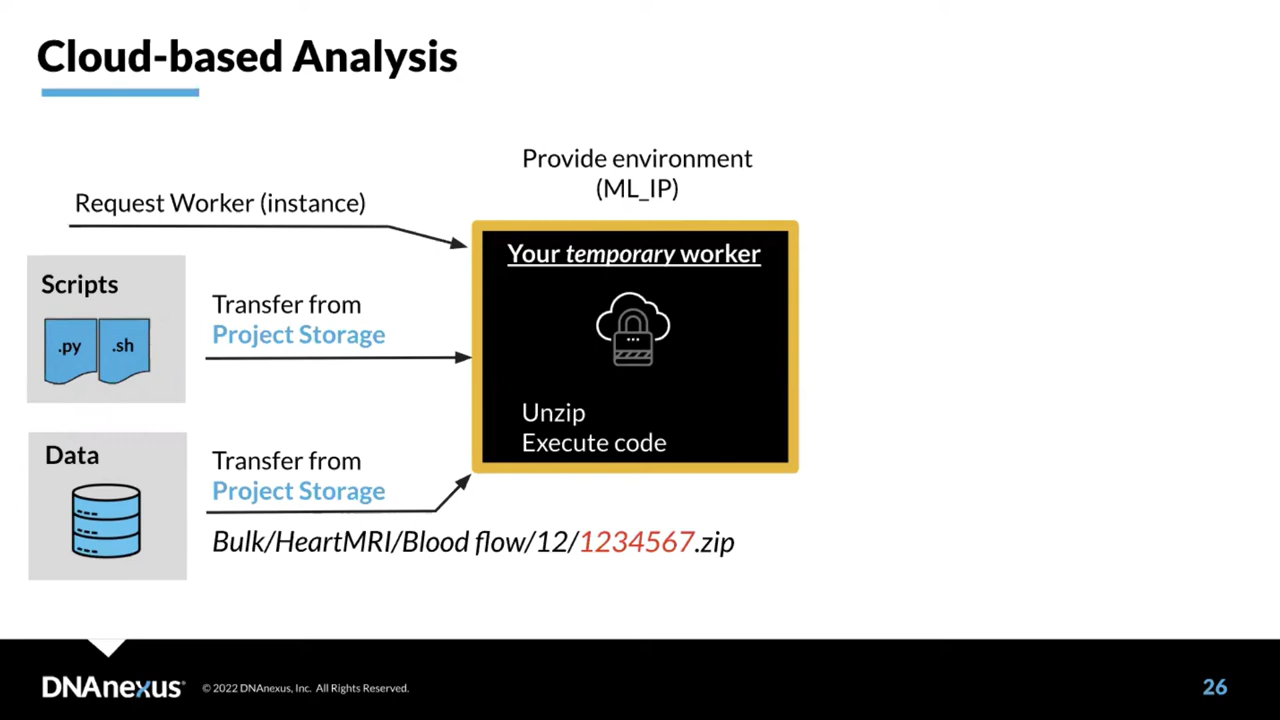 Cloud-based Analysis
Provide environment
(ML_IP)
Request Worker (instance)
Your temporary worker
Scripts
.py
.sh
Transfer from
Project Storage
Unzip
Execute code
Data
Transfer from
Project Storage
Bulk/HeartMRI/Blood flow/12/1234567.zip
DNAnexus®
© 2022 DNAnexus, Inc. All Rights Reserved.
26